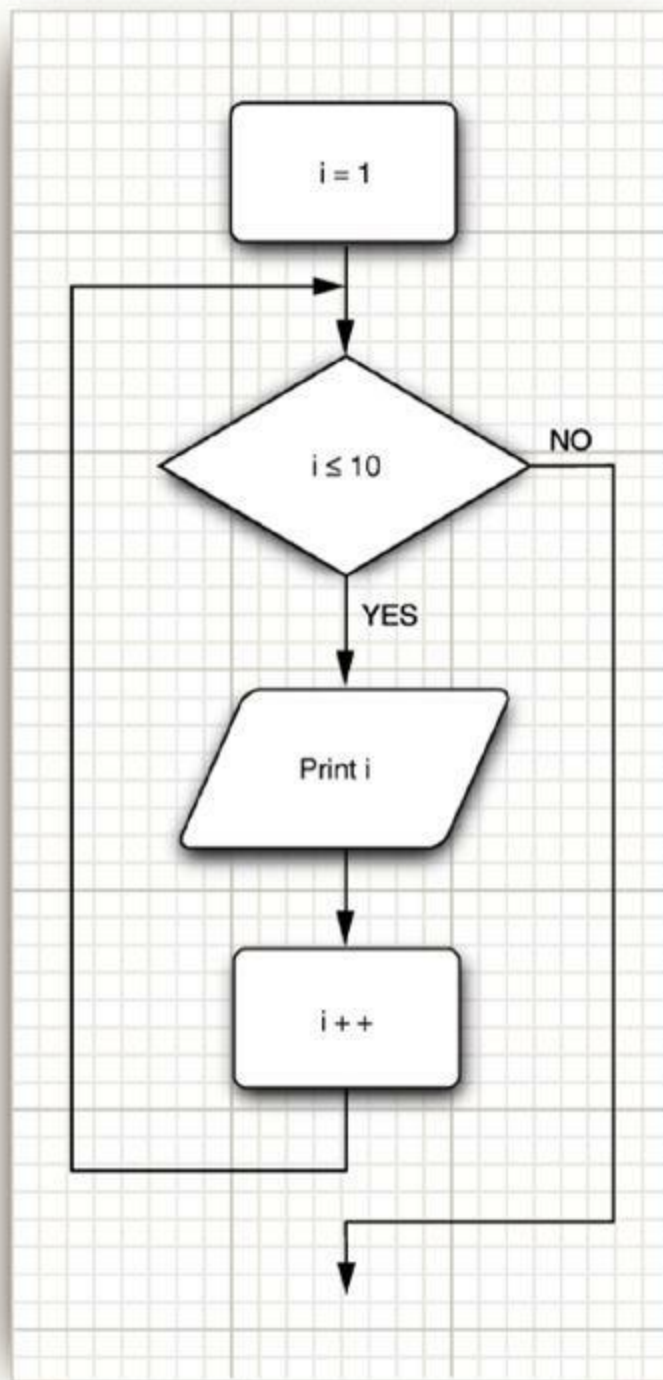 i = 1
i ≤ 10
NO
YES
Print i
i + +